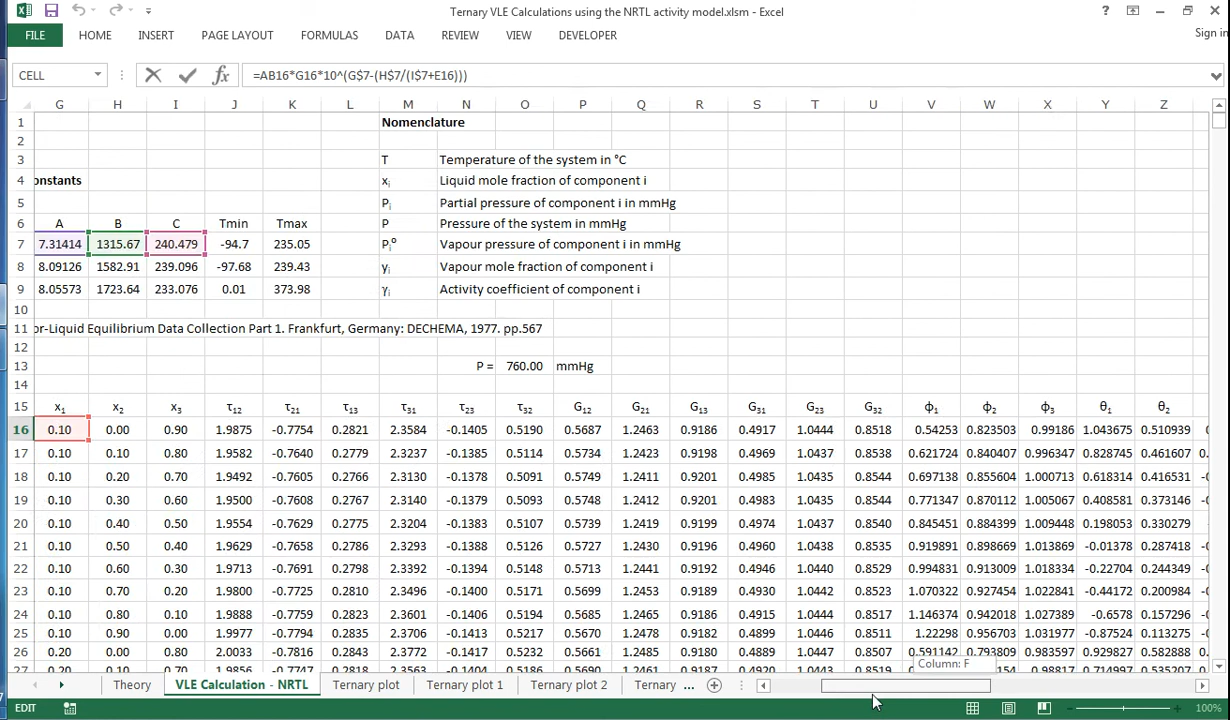 Ternary VLE Calculations using the NRTL activity model.xlsm - Excel
?
FILE HOME INSERT PAGE LAYOUT FORMULAS DATA REVIEW VIEW DEVELOPER Sign in
CELL fx =AB16*G16*10^(G$7-(H$7/(I$7+E16)))
G H I J K L M N O P Q R S T U V W X Y Z
1 Nomenclature
2
3 T Temperature of the system in °C
4 onstants xi Liquid mole fraction of component i
5 Pi Partial pressure of component i in mmHg
6 A B C Tmin Tmax P Pressure of the system in mmHg
7 7.31414 1315.67 240.479 -94.7 235.05 Pi° Vapour pressure of component i in mmHg
8 8.09126 1582.91 239.096 -97.68 239.43 yi Vapour mole fraction of component i
9 8.05573 1723.64 233.076 0.01 373.98 γi Activity coefficient of component i
10
11 or-Liquid Equilibrium Data Collection Part 1. Frankfurt, Germany: DECHEMA, 1977. pp.567
12
13 P = 760.00 mmHg
14
15 x1 x2 x3 τ12 τ21 τ13 τ31 τ23 τ32 G12 G21 G13 G31 G23 G32 ϕ1 ϕ2 ϕ3 θ1 θ2
16 0.10 0.00 0.90 1.9875 -0.7754 0.2821 2.3584 -0.1405 0.5190 0.5687 1.2463 0.9186 0.4917 1.0444 0.8518 0.54253 0.823503 0.99186 1.043675 0.510939
17 0.10 0.10 0.80 1.9582 -0.7640 0.2779 2.3237 -0.1385 0.5114 0.5734 1.2423 0.9198 0.4969 1.0437 0.8538 0.621724 0.840407 0.996347 0.828745 0.461607
18 0.10 0.20 0.70 1.9492 -0.7605 0.2766 2.3130 -0.1379 0.5091 0.5749 1.2411 0.9201 0.4985 1.0435 0.8544 0.697138 0.855604 1.000713 0.618314 0.416531
19 0.10 0.30 0.60 1.9500 -0.7608 0.2767 2.3140 -0.1379 0.5093 0.5748 1.2412 0.9201 0.4983 1.0435 0.8544 0.771347 0.870112 1.005067 0.408581 0.373146
20 0.10 0.40 0.50 1.9554 -0.7629 0.2775 2.3204 -0.1383 0.5107 0.5739 1.2419 0.9199 0.4974 1.0437 0.8540 0.845451 0.884399 1.009448 0.198053 0.330279
21 0.10 0.50 0.40 1.9629 -0.7658 0.2786 2.3293 -0.1388 0.5126 0.5727 1.2430 0.9196 0.4960 1.0438 0.8535 0.919891 0.898669 1.013869 -0.01378 0.287418
22 0.10 0.60 0.30 1.9713 -0.7691 0.2798 2.3392 -0.1394 0.5148 0.5713 1.2441 0.9192 0.4946 1.0440 0.8529 0.994831 0.913009 1.018334 -0.22704 0.244349
23 0.10 0.70 0.20 1.9800 -0.7725 0.2810 2.3496 -0.1400 0.5171 0.5699 1.2453 0.9189 0.4930 1.0442 0.8523 1.070322 0.927454 1.022841 -0.44172 0.200984
24 0.10 0.80 0.10 1.9888 -0.7759 0.2823 2.3601 -0.1406 0.5194 0.5685 1.2465 0.9186 0.4915 1.0444 0.8517 1.146374 0.942018 1.027389 -0.6578 0.157296
25 0.10 0.90 0.00 1.9977 -0.7794 0.2835 2.3706 -0.1413 0.5217 0.5670 1.2478 0.9182 0.4899 1.0446 0.8511 1.22298 0.956703 1.031977 -0.87524 0.113275
26 0.20 0.00 0.80 2.0033 -0.7816 0.2843 2.3772 -0.1417 0.5232 0.5661 1.2485
Column: F
Theory VLE Calculation - NRTL Ternary plot Ternary plot 1 Ternary plot 2 Ternary ...
EDIT 100%